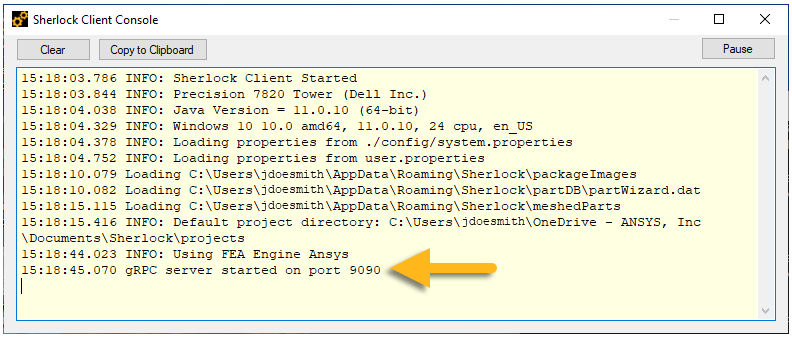 Sherlock Client Console
Clear
Copy to Clipboard
Pause
15:18:03.786 INFO: Sherlock Client Started
15:18:03.844 INFO: Precision 7820 Tower (Dell Inc.)
15:18:04.038 INFO: Java Version = 11.0.10 (64-bit)
15:18:04.329 INFO: Windows 10 10.0 amd64, 11.0.10, 24 cpu, en_US
15:18:04.378 INFO: Loading properties from ./config/system.properties
15:18:04.752 INFO: Loading properties from user.properties
15:18:10.079 Loading C:\Users\jdoesmith\AppData\Roaming\Sherlock\packageImages
15:18:10.082 Loading C:\Users\jdoesmith\AppData\Roaming\Sherlock\partDB\partWizard.dat
15:18:15.115 Loading C:\Users\jdoesmith\AppData\Roaming\Sherlock\meshedParts
15:18:15.416 INFO: Default project directory: C:\Users\jdoesmith\OneDrive - ANSYS, Inc
\Documents\Sherlock\projects
15:18:44.023 INFO: Using FEA Engine Ansys
15:18:45.070 gRPC server started on port 9090